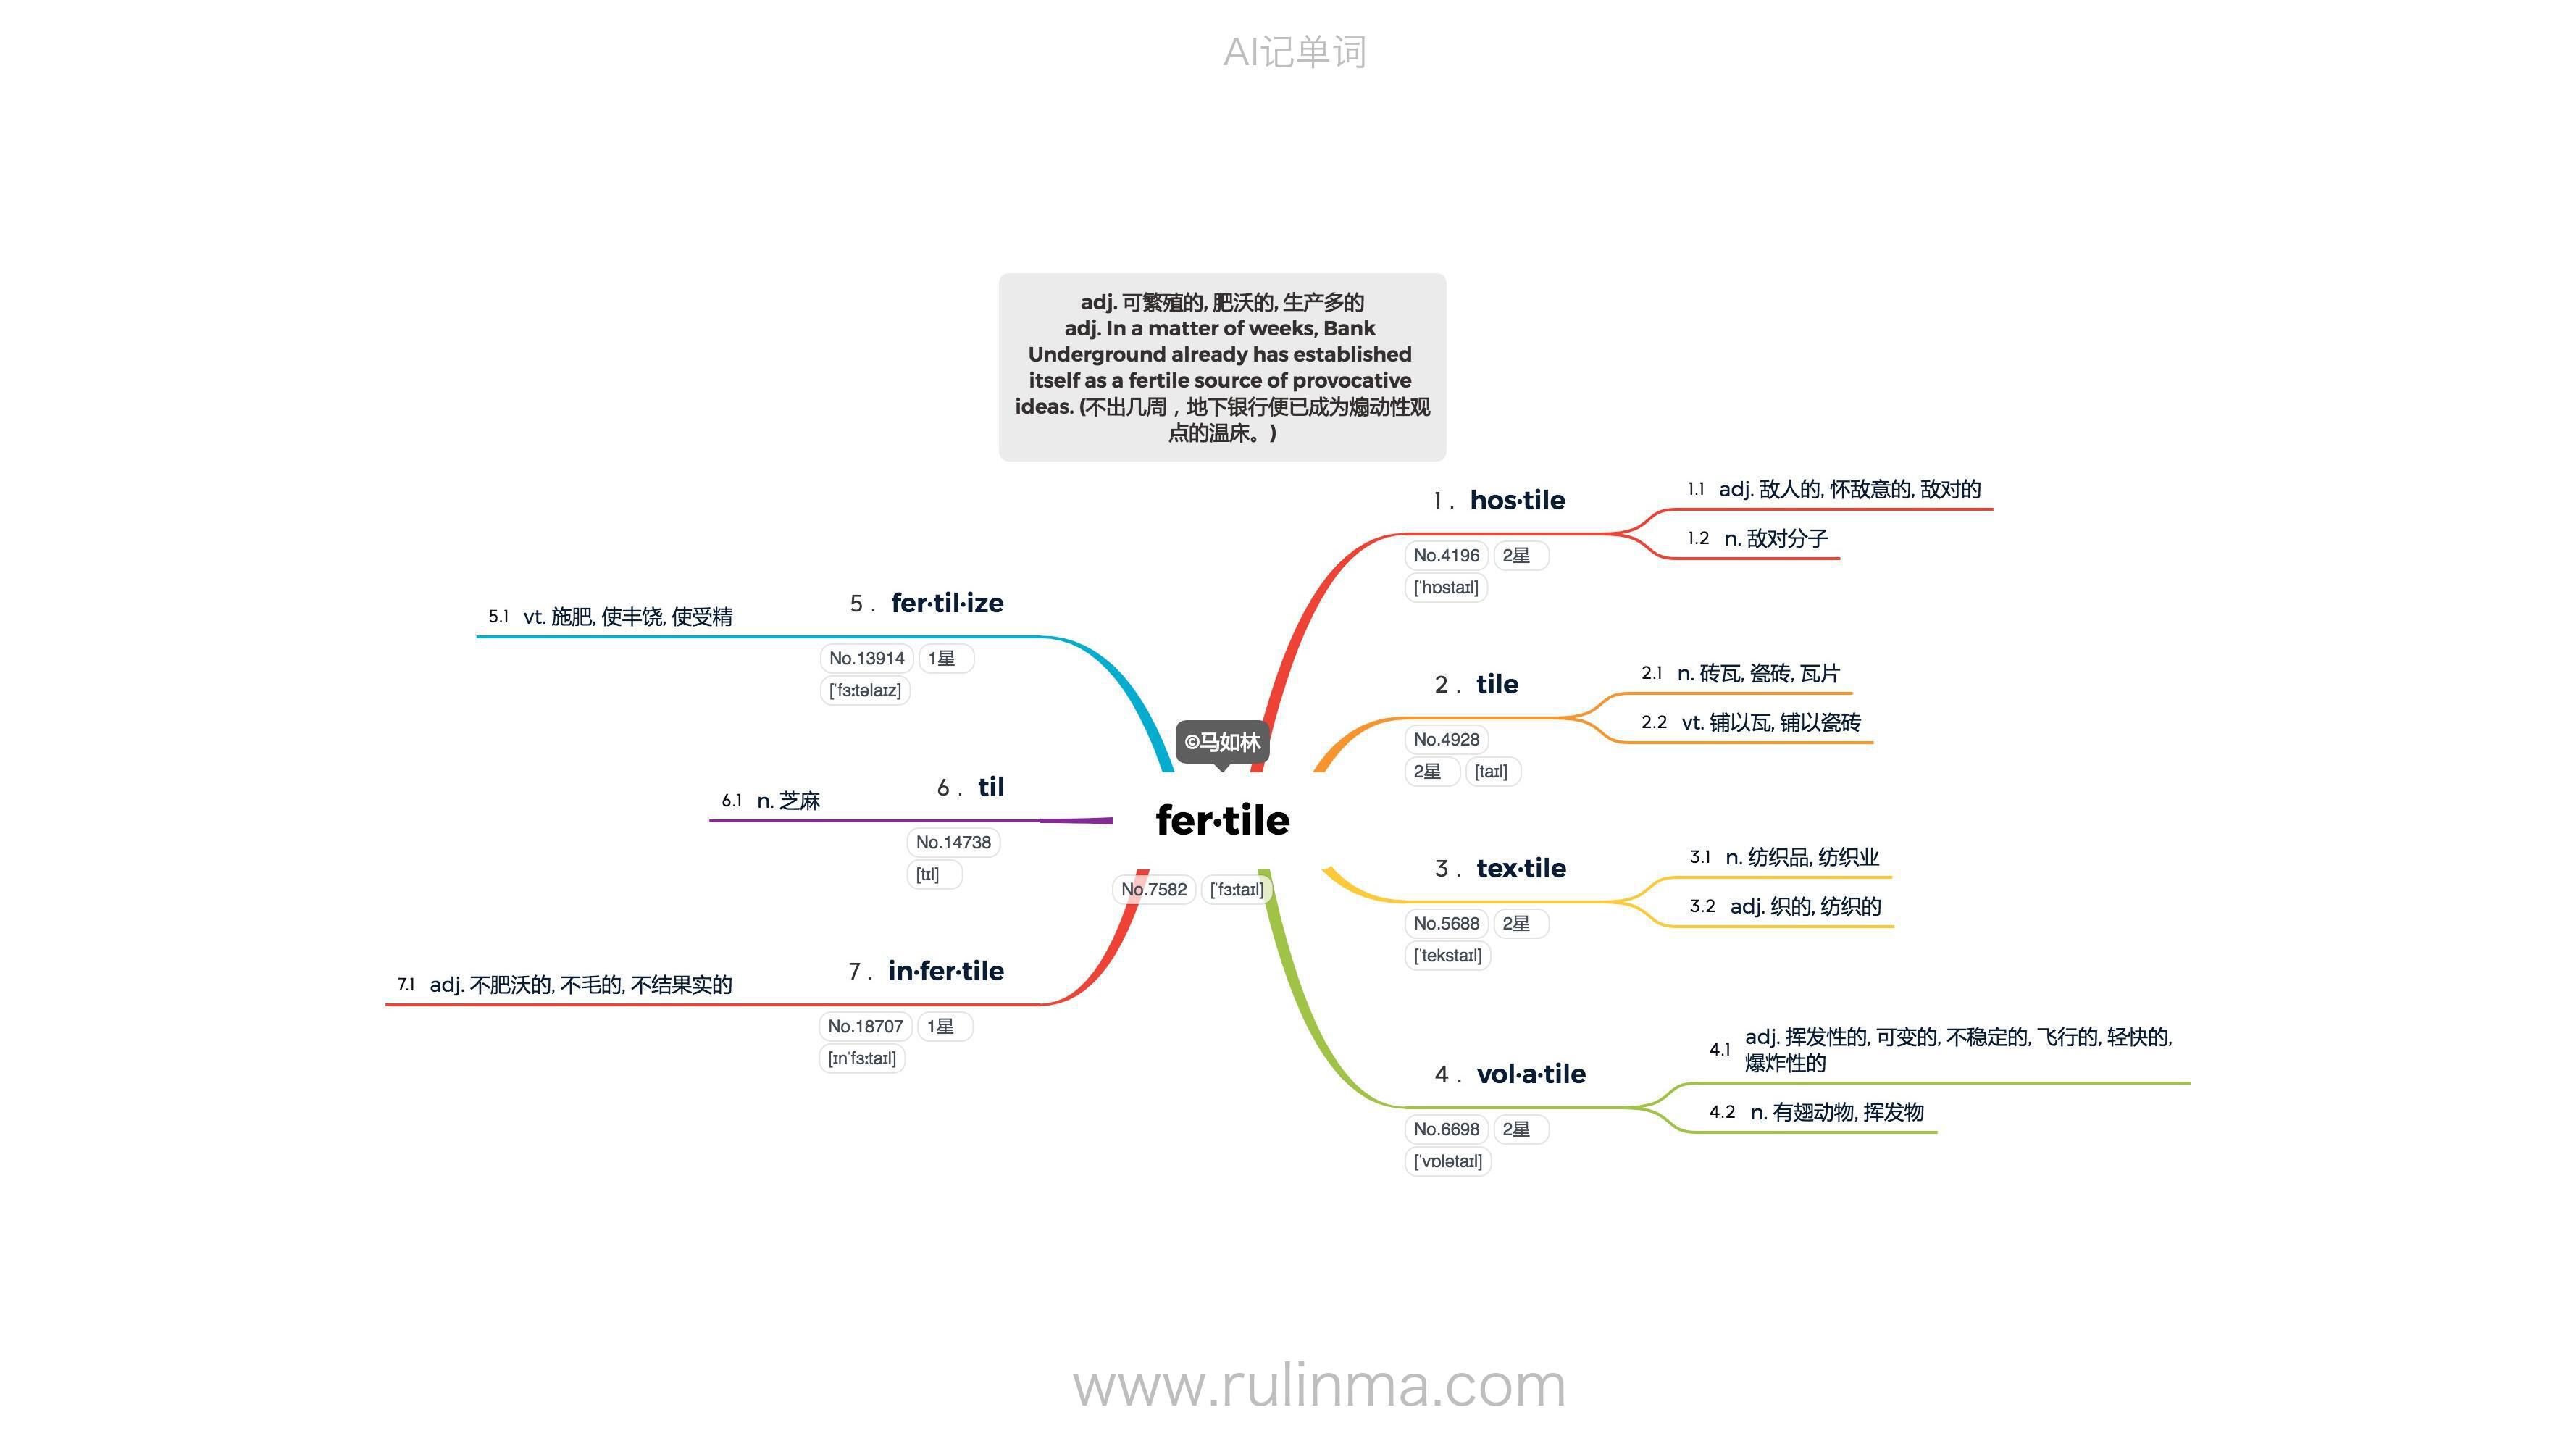 AI记单词
adj. 可繁殖的, 肥沃的, 生产多的
adj. In a matter of weeks, Bank
Underground already has established
itself as a fertile source of provocative
ideas. (不出几周，地下银行便已成为煽动性观
点的温床。)
©马如林
fer·tile
No.7582 [ˈfɜːtaɪl]
1. hos·tile
No.4196 2星
[ˈhɒstaɪl]
1.1 adj. 敌人的, 怀敌意的, 敌对的
1.2 n. 敌对分子
2. tile
No.4928
2星 [taɪl]
2.1 n. 砖瓦, 瓷砖, 瓦片
2.2 vt. 铺以瓦, 铺以瓷砖
3. tex·tile
No.5688 2星
[ˈtekstaɪl]
3.1 n. 纺织品, 纺织业
3.2 adj. 织的, 纺织的
4. vol·a·tile
No.6698 2星
[ˈvɒlətaɪl]
4.1 adj. 挥发性的, 可变的, 不稳定的, 飞行的, 轻快的,
爆炸性的
4.2 n. 有翅动物, 挥发物
5. fer·til·ize
No.13914 1星
[ˈfɜːtəlaɪz]
5.1 vt. 施肥, 使丰饶, 使受精
6. til
No.14738
[tɪl]
6.1 n. 芝麻
7. in·fer·tile
No.18707 1星
[ɪnˈfɜːtaɪl]
7.1 adj. 不肥沃的, 不毛的, 不结果实的
www.rulinma.com